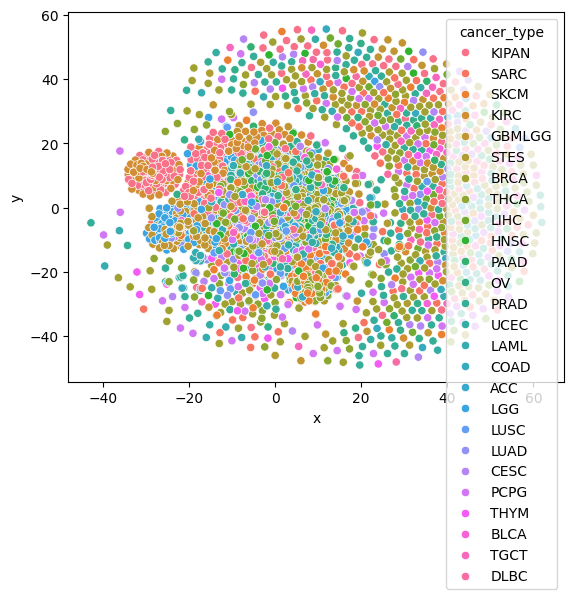 60
40
20
0
−20
−40
y
−40
−20
0
20
40
60
x
cancer_type
KIPAN
SARC
SKCM
KIRC
GBMLGG
STES
BRCA
THCA
LIHC
HNSC
PAAD
OV
PRAD
UCEC
LAML
COAD
ACC
LGG
LUSC
LUAD
CESC
PCPG
THYM
BLCA
TGCT
DLBC